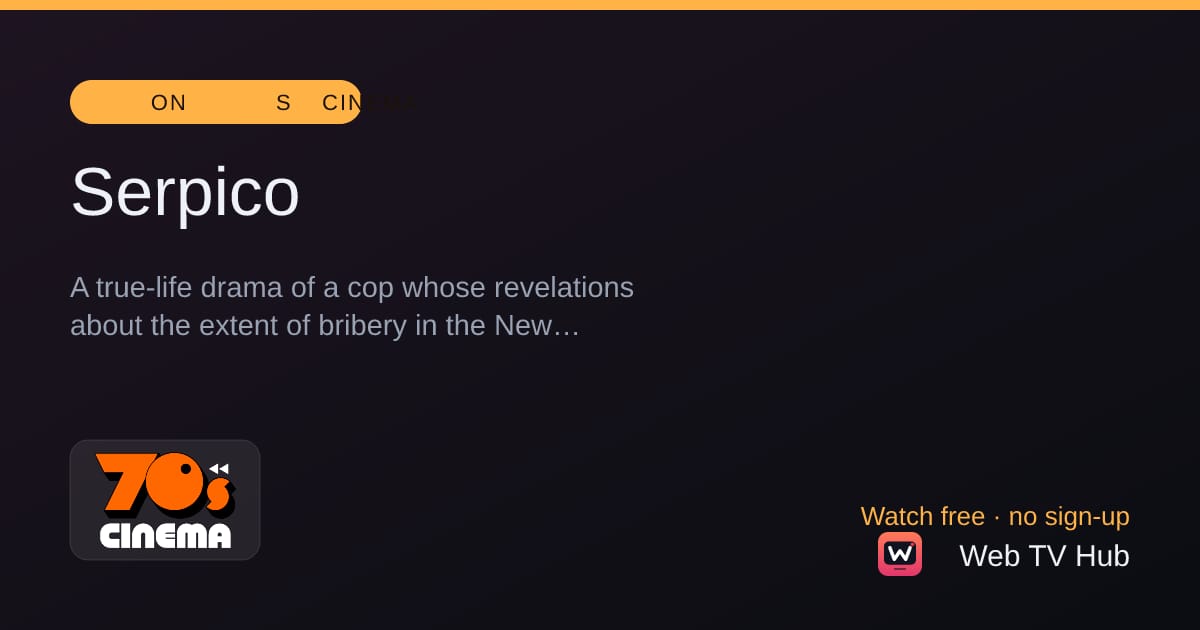 ON S CINEMA
Serpico
A true-life drama of a cop whose revelations
about the extent of bribery in the New…
70s
CINEMA
Watch free · no sign-up
W Web TV Hub